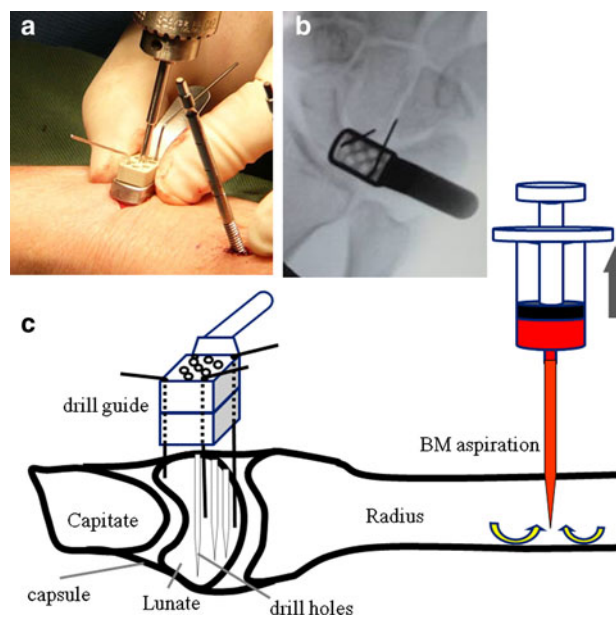 a
b
c
drill guide
BM aspiration
Capitate
Radius
capsule
Lunate
drill holes